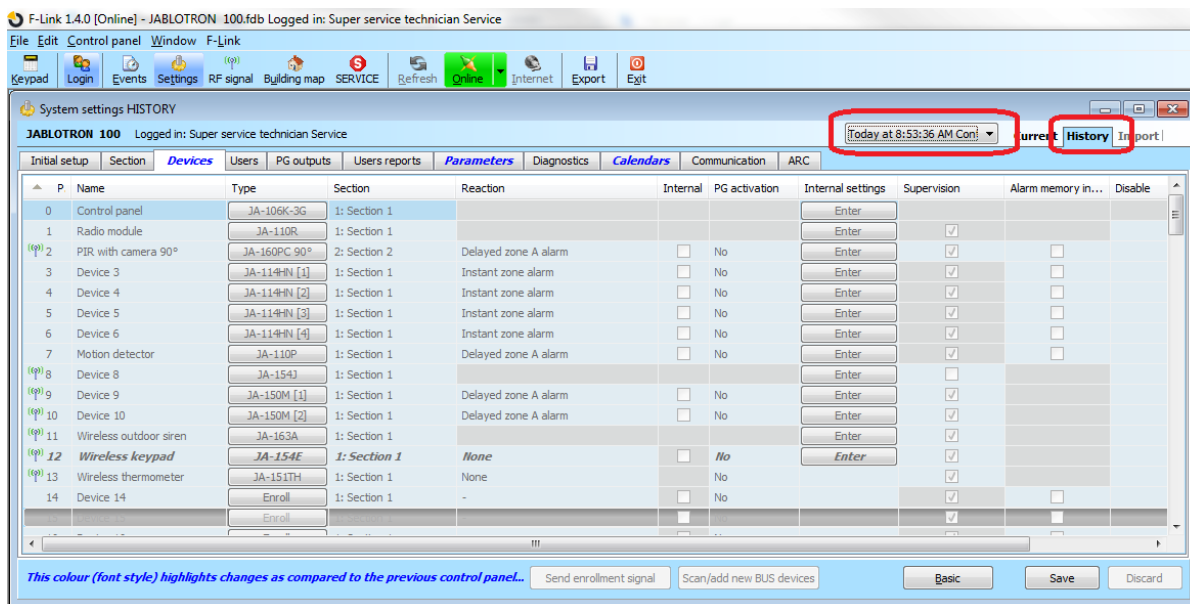 F-Link 1.4.0 [Online] - JABLOTRON 100.fdb Logged in: Super service technician Service
File Edit Control panel Window F-Link
Keypad Login Events Settings RF signal Building map SERVICE Refresh Online Internet Export Exit
System settings HISTORY
JABLOTRON 100 Logged in: Super service technician Service Today at 8:53:36 AM Con Current History Import
Initial setup Section Devices Users PG outputs Users reports Parameters Diagnostics Calendars Communication ARC
P Name Type Section Reaction Internal PG activation Internal settings Supervision Alarm memory in... Disable
0 Control panel JA-106K-3G 1: Section 1 Enter
1 Radio module JA-110R 1: Section 1 Enter
2 PIR with camera 90° JA-160PC 90° 2: Section 2 Delayed zone A alarm No Enter
3 Device 3 JA-114HN [1] 1: Section 1 Instant zone alarm No Enter
4 Device 4 JA-114HN [2] 1: Section 1 Instant zone alarm No Enter
5 Device 5 JA-114HN [3] 1: Section 1 Instant zone alarm No Enter
6 Device 6 JA-114HN [4] 1: Section 1 Instant zone alarm No Enter
7 Motion detector JA-110P 1: Section 1 Delayed zone A alarm No Enter
8 Device 8 JA-154J 1: Section 1 Enter
9 Device 9 JA-150M [1] 1: Section 1 Delayed zone A alarm No Enter
10 Device 10 JA-150M [2] 1: Section 1 Delayed zone A alarm No Enter
11 Wireless outdoor siren JA-163A 1: Section 1 Enter
12 Wireless keypad JA-154E 1: Section 1 None No Enter
13 Wireless thermometer JA-151TH 1: Section 1 None No
14 Device 14 Enroll 1: Section 1 - No
Enroll
This colour (font style) highlights changes as compared to the previous control panel... Send enrollment signal Scan/add new BUS devices Basic Save Discard